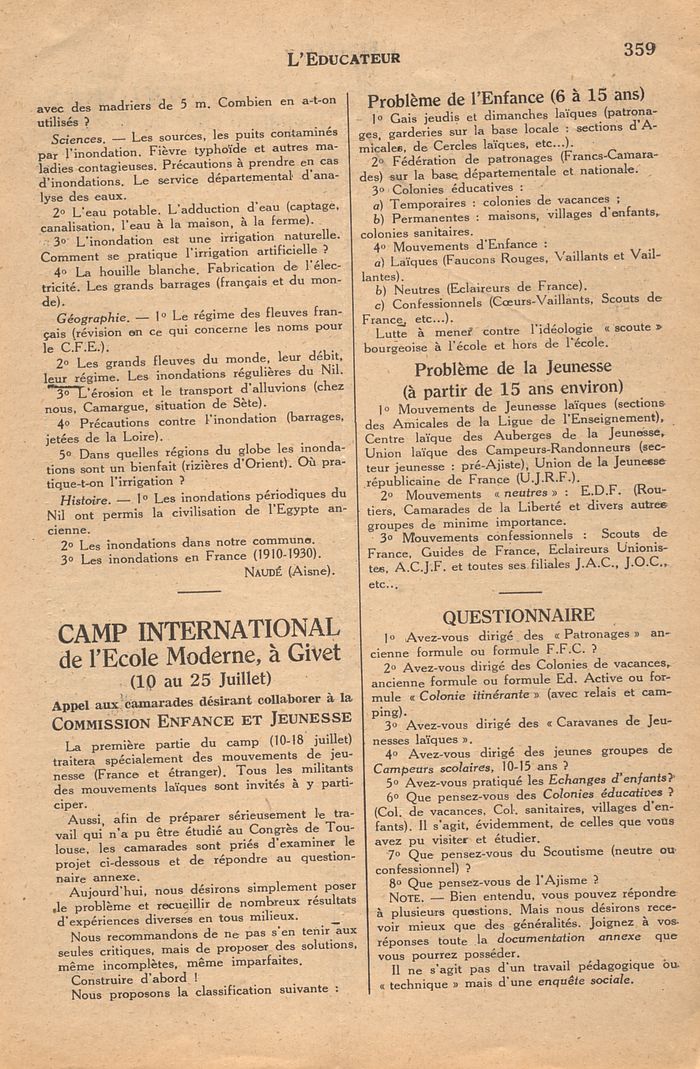 L'EDUCATEUR
359
avec des madriers de 5 m. Combien en a-t-on
utilisés ?
Sciences. — Les sources, les puits contaminés
par l'inondation. Fièvre typhoïde et autres ma-
ladies contagieuses. Précautions à prendre en cas
d'inondations. Le service départemental d'ana-
lyse des eaux.
2º L'eau potable. L'adduction d'eau (captage,
canalisation, l'eau à la maison, à la ferme).
3º L'inondation est une irrigation naturelle.
Comment se pratique l'irrigation artificielle ?
4º La houille blanche. Fabrication de l'élec-
tricité. Les grands barrages (français et du mon-
de).
Géographie. — 1º Le régime des fleuves fran-
çais (révision en ce qui concerne les noms pour
le C.F.E.).
2º Les grands fleuves du monde, leur débit,
leur régime. Les inondations régulières du Nil.
3º L'érosion et le transport d'alluvions (chez
nous, Camargue, situation de Sète).
4º Précautions contre l'inondation (barrages,
jetées de la Loire).
5º Dans quelles régions du globe les inonda-
tions sont un bienfait (rizières d'Orient). Où pra-
tique-t-on l'irrigation ?
Histoire. — 1º Les inondations périodiques du
Nil ont permis la civilisation de l'Egypte an-
cienne.
2º Les inondations dans notre commune.
3º Les inondations en France (1910-1930).
NAUDÉ (Aisne).
CAMP INTERNATIONAL
de l'Ecole Moderne, à Givet
(10 au 25 Juillet)
Appel aux camarades désirant collaborer à la
COMMISSION ENFANCE ET JEUNESSE
La première partie du camp (10-18 juillet)
traitera spécialement des mouvements de jeu-
nesse (France et étranger). Tous les militants
des mouvements laïques sont invités à y parti-
ciper.
Aussi, afin de préparer sérieusement le tra-
vail qui n'a pu être étudié au Congrès de Tou-
louse, les camarades sont priés d'examiner le
projet ci-dessous et de répondre au question-
naire annexe.
Aujourd'hui, nous désirons simplement poser
le problème et recueillir de nombreux résultats
d'expériences diverses en tous milieux.
Nous recommandons de ne pas s'en tenir aux
seules critiques, mais de proposer des solutions,
même incomplètes, même imparfaites.
Construire d'abord !
Nous proposons la classification suivante :
Problème de l'Enfance (6 à 15 ans)
1º Gais jeudis et dimanches laïques (patrona-
ges, garderies sur la base locale : sections d'A-
micales, de Cercles laïques, etc...).
2º Fédération de patronages (Francs-Camara-
des) sur la base départementale et nationale.
3º Colonies éducatives :
a) Temporaires : colonies de vacances ;
b) Permanentes : maisons, villages d'enfants,
colonies sanitaires.
4º Mouvements d'Enfance :
a) Laïques (Faucons Rouges, Vaillants et Vail-
lantes).
b) Neutres (Eclaireurs de France).
c) Confessionnels (Cœurs-Vaillants, Scouts de
France, etc...).
Lutte à mener contre l'idéologie « scoute »
bourgeoise à l'école et hors de l'école.
Problème de la Jeunesse
(à partir de 15 ans environ)
1º Mouvements de Jeunesse laïques (sections
des Amicales de la Ligue de l'Enseignement),
Centre laïque des Auberges de la Jeunesse,
Union laïque des Campeurs-Randonneurs (sec-
teur jeunesse : pré-Ajiste), Union de la Jeunesse
républicaine de France (U.J.R.F.).
2º Mouvements « neutres » : E.D.F. (Rou-
tiers, Camarades de la Liberté et divers autres
groupes de minime importance.
3º Mouvements confessionnels : Scouts de
France, Guides de France, Eclaireurs Unionis-
tes, A.C.J.F. et toutes ses filiales J.A.C., J.O.C.,
etc...
QUESTIONNAIRE
1º Avez-vous dirigé des « Patronages » an-
cienne formule ou formule F.F.C. ?
2º Avez-vous dirigé des Colonies de vacances,
ancienne formule ou formule Ed. Active ou for-
mule « Colonie itinérante » (avec relais et cam-
ping).
3º Avez-vous dirigé des « Caravanes de Jeu-
nesses laïques ».
4º Avez-vous dirigé des jeunes groupes de
Campeurs scolaires, 10-15 ans ?
5º Avez-vous pratiqué les Echanges d'enfants?
6º Que pensez-vous des Colonies éducatives ?
(Col. de vacances, Col. sanitaires, villages d'en-
fants). Il s'agit, évidemment, de celles que vous
avez pu visiter et étudier.
7º Que pensez-vous du Scoutisme (neutre ou
confessionnel) ?
8º Que pensez-vous de l'Ajisme ?
NOTE. — Bien entendu, vous pouvez répondre
à plusieurs questions. Mais nous désirons rece-
voir mieux que des généralités. Joignez à vos
réponses toute la documentation annexe que
vous pourrez posséder.
Il ne s'agit pas d'un travail pédagogique ou
« technique » mais d'une enquête sociale.